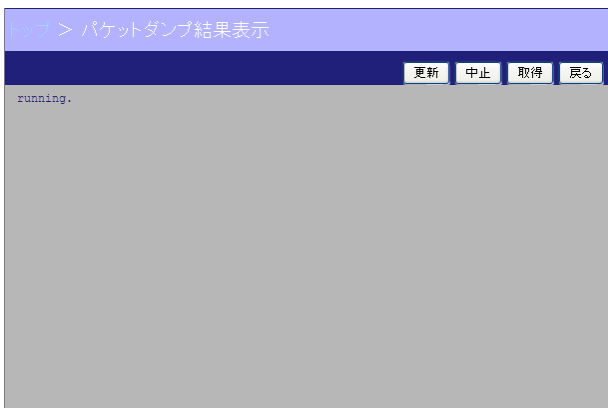 トップ > パケットダンプ結果表示
更新 中止 取得 戻る
running.